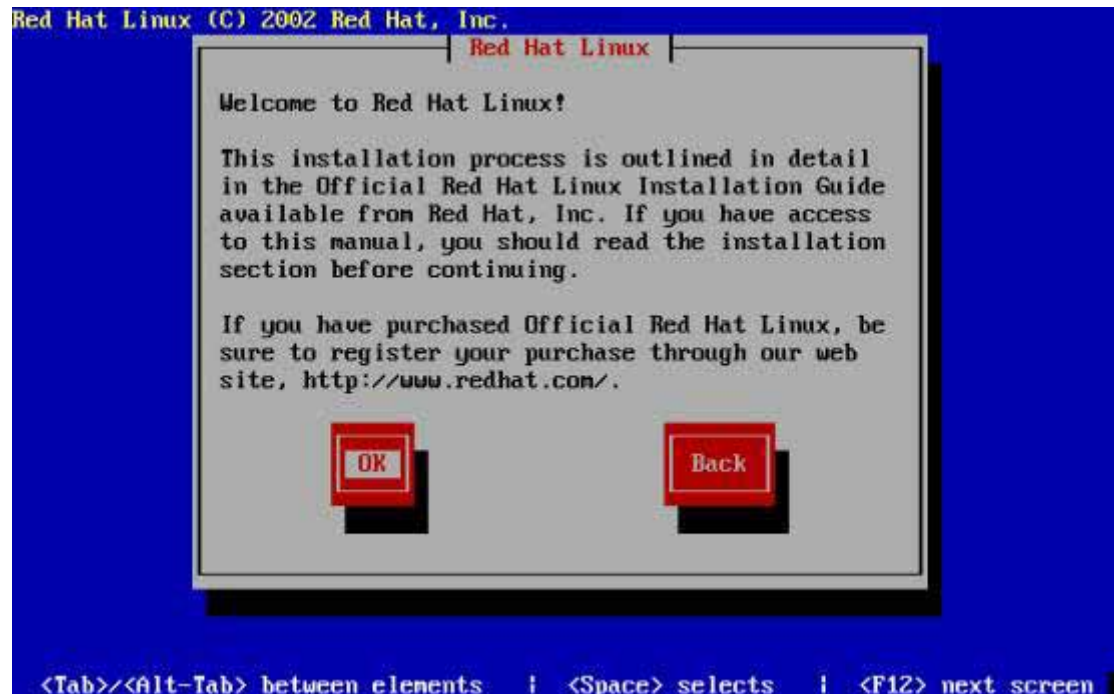 Red Hat Linux (C) 2002 Red Hat, Inc.
Red Hat Linux
Welcome to Red Hat Linux!
This installation process is outlined in detail
in the Official Red Hat Linux Installation Guide
available from Red Hat, Inc. If you have access
to this manual, you should read the installation
section before continuing.
If you have purchased Official Red Hat Linux, be
sure to register your purchase through our web
site, http://www.redhat.com/.
OK Back
<Tab>/<Alt-Tab> between elements | <Space> selects | <F12> next screen